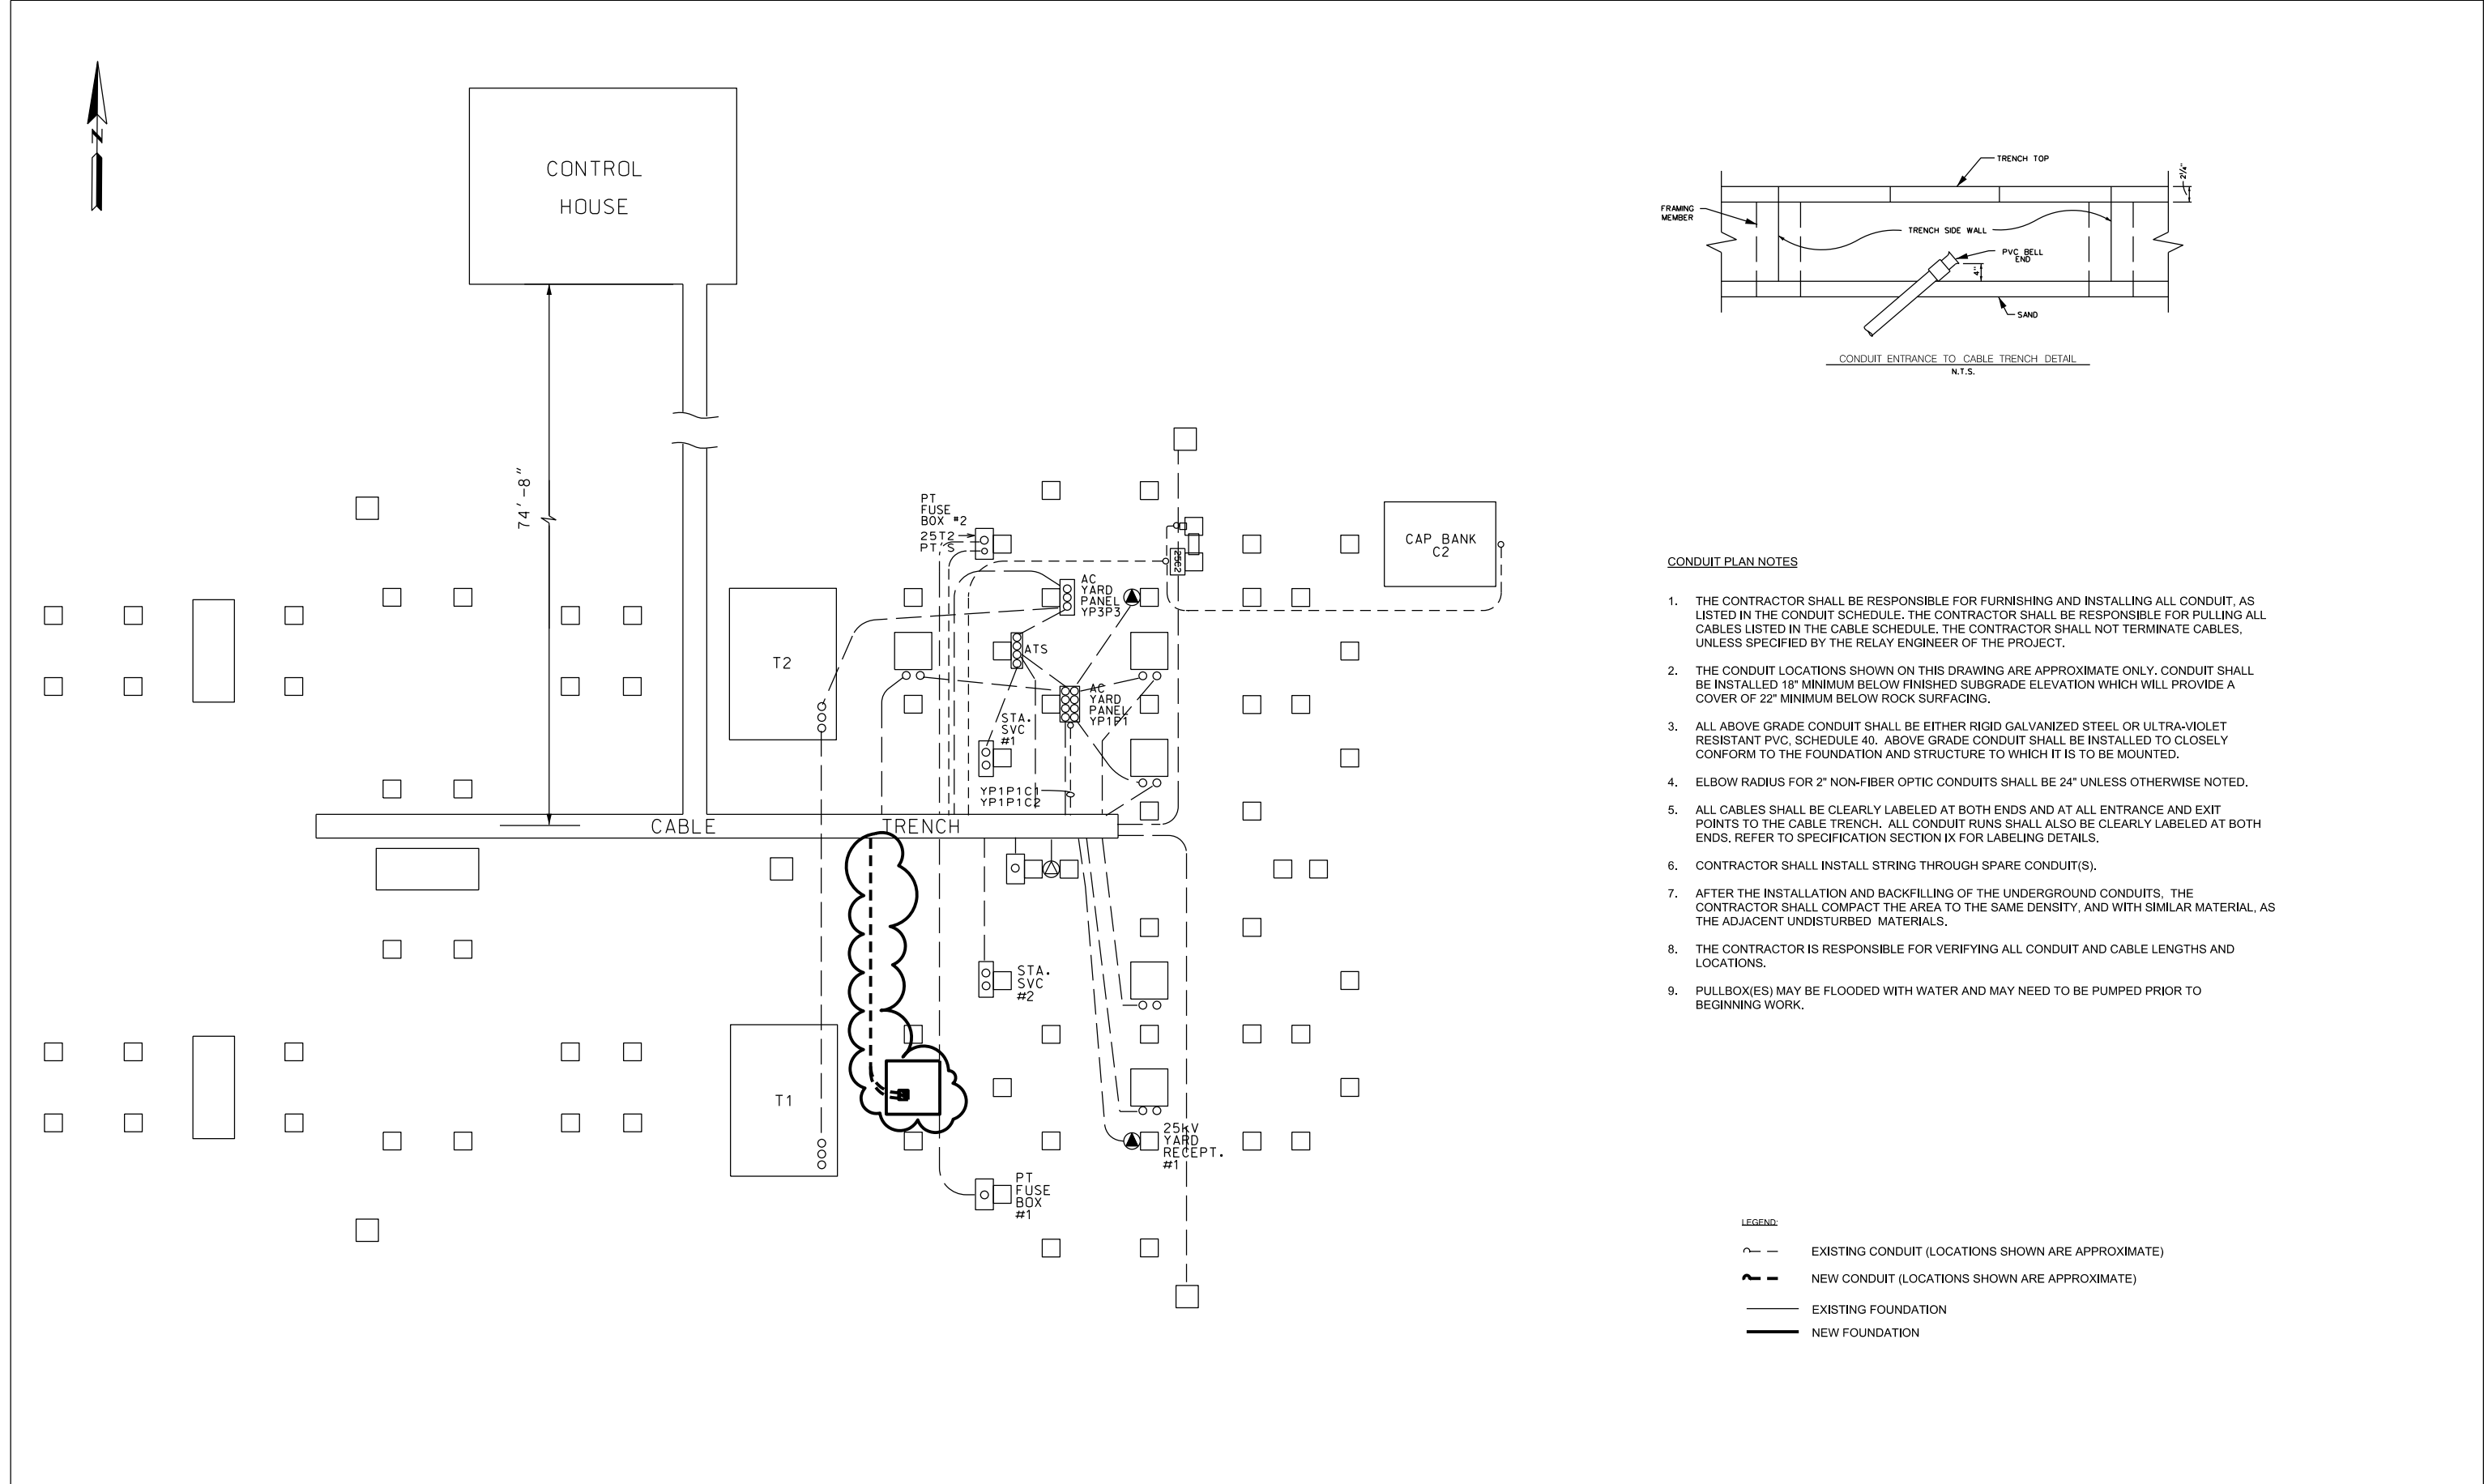 N
CONTROL
HOUSE
74'-8"
PT
FUSE
BOX #2
25T2
PT'S
25C2
CAP BANK
C2
AC
YARD
PANEL
YP3P3
T2
ATS
AC
YARD
PANEL
YP1P1
STA.
SVC
#1
YP1P1C1
YP1P1C2
CABLE TRENCH
STA.
SVC
#2
T1
25kV
YARD
RECEPT.
#1
PT
FUSE
BOX
#1
TRENCH TOP
2¼"
FRAMING
MEMBER
TRENCH SIDE WALL
PVC BELL
END
4"
SAND
CONDUIT ENTRANCE TO CABLE TRENCH DETAIL
N.T.S.
CONDUIT PLAN NOTES
1. THE CONTRACTOR SHALL BE RESPONSIBLE FOR FURNISHING AND INSTALLING ALL CONDUIT, AS
LISTED IN THE CONDUIT SCHEDULE. THE CONTRACTOR SHALL BE RESPONSIBLE FOR PULLING ALL
CABLES LISTED IN THE CABLE SCHEDULE. THE CONTRACTOR SHALL NOT TERMINATE CABLES,
UNLESS SPECIFIED BY THE RELAY ENGINEER OF THE PROJECT.
2. THE CONDUIT LOCATIONS SHOWN ON THIS DRAWING ARE APPROXIMATE ONLY. CONDUIT SHALL
BE INSTALLED 18" MINIMUM BELOW FINISHED SUBGRADE ELEVATION WHICH WILL PROVIDE A
COVER OF 22" MINIMUM BELOW ROCK SURFACING.
3. ALL ABOVE GRADE CONDUIT SHALL BE EITHER RIGID GALVANIZED STEEL OR ULTRA-VIOLET
RESISTANT PVC, SCHEDULE 40. ABOVE GRADE CONDUIT SHALL BE INSTALLED TO CLOSELY
CONFORM TO THE FOUNDATION AND STRUCTURE TO WHICH IT IS TO BE MOUNTED.
4. ELBOW RADIUS FOR 2" NON-FIBER OPTIC CONDUITS SHALL BE 24" UNLESS OTHERWISE NOTED.
5. ALL CABLES SHALL BE CLEARLY LABELED AT BOTH ENDS AND AT ALL ENTRANCE AND EXIT
POINTS TO THE CABLE TRENCH. ALL CONDUIT RUNS SHALL ALSO BE CLEARLY LABELED AT BOTH
ENDS. REFER TO SPECIFICATION SECTION IX FOR LABELING DETAILS.
6. CONTRACTOR SHALL INSTALL STRING THROUGH SPARE CONDUIT(S).
7. AFTER THE INSTALLATION AND BACKFILLING OF THE UNDERGROUND CONDUITS, THE
CONTRACTOR SHALL COMPACT THE AREA TO THE SAME DENSITY, AND WITH SIMILAR MATERIAL, AS
THE ADJACENT UNDISTURBED MATERIALS.
8. THE CONTRACTOR IS RESPONSIBLE FOR VERIFYING ALL CONDUIT AND CABLE LENGTHS AND
LOCATIONS.
9. PULLBOX(ES) MAY BE FLOODED WITH WATER AND MAY NEED TO BE PUMPED PRIOR TO
BEGINNING WORK.
LEGEND:
EXISTING CONDUIT (LOCATIONS SHOWN ARE APPROXIMATE)
NEW CONDUIT (LOCATIONS SHOWN ARE APPROXIMATE)
EXISTING FOUNDATION
NEW FOUNDATION